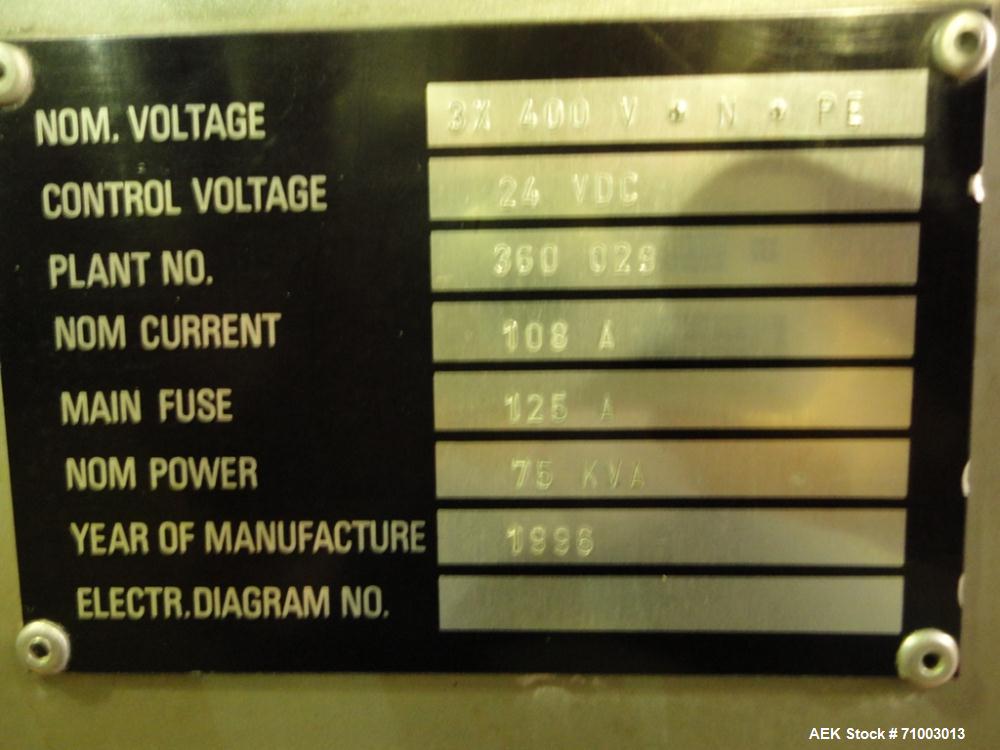 NOM. VOLTAGE 3X 400 V * N * PE
CONTROL VOLTAGE 24 VDC
PLANT NO. 360 029
NOM CURRENT 108 A
MAIN FUSE 125 A
NOM POWER 75 KVA
YEAR OF MANUFACTURE 1996
ELECTR.DIAGRAM NO.
AEK Stock # 71003013